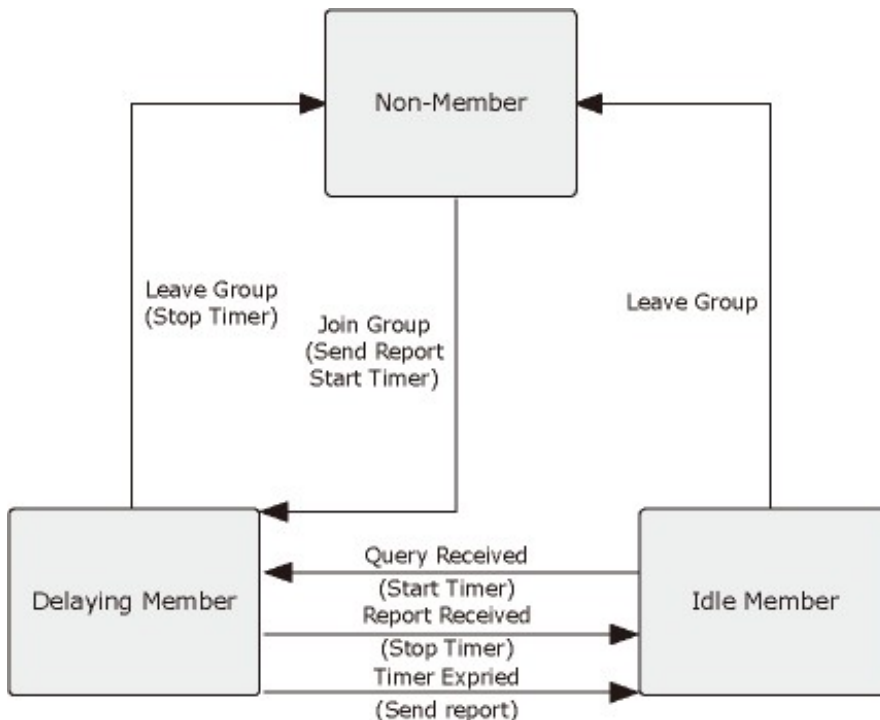 Non-Member
Leave Group
(Stop Timer)
Join Group
(Send Report
Start Timer)
Leave Group
Delaying Member
Query Received
(Start Timer)
Report Received
(Stop Timer)
Timer Expried
(Send report)
Idle Member